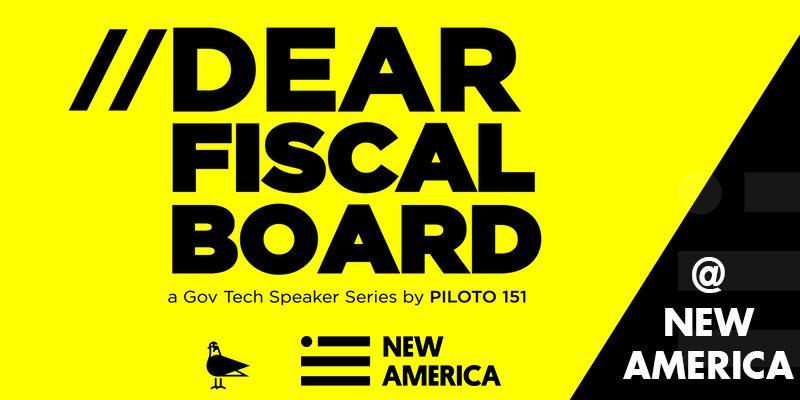 //DEAR
FISCAL
BOARD
a Gov Tech Speaker Series by PILOTO 151
NEW
AMERICA
@
NEW
AMERICA